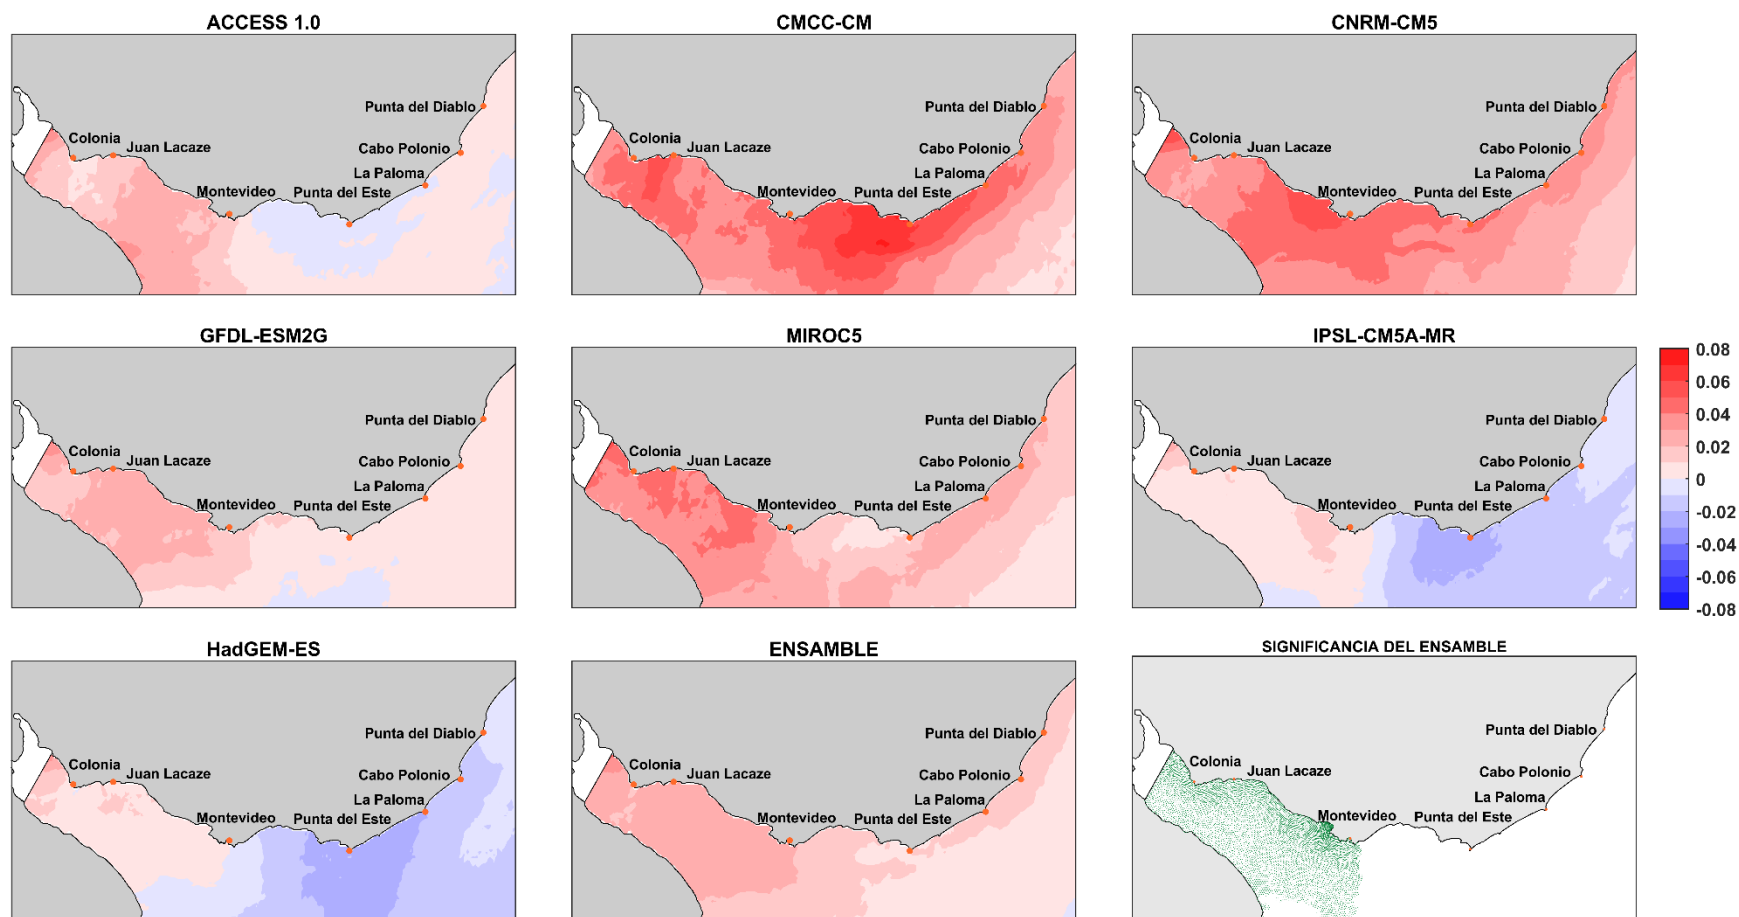 ACCESS 1.0
Punta del Diablo
Colonia
Juan Lacaze
Cabo Polonio
La Paloma
Montevideo
Punta del Este
CMCC-CM
Punta del Diablo
Colonia
Juan Lacaze
Cabo Polonio
La Paloma
Montevideo
Punta del Este
CNRM-CM5
Punta del Diablo
Colonia
Juan Lacaze
Cabo Polonio
La Paloma
Montevideo
Punta del Este
GFDL-ESM2G
Punta del Diablo
Colonia
Juan Lacaze
Cabo Polonio
La Paloma
Montevideo
Punta del Este
MIROC5
Punta del Diablo
Colonia
Juan Lacaze
Cabo Polonio
La Paloma
Montevideo
Punta del Este
IPSL-CM5A-MR
Punta del Diablo
Colonia
Juan Lacaze
Cabo Polonio
La Paloma
Montevideo
Punta del Este
0.08
0.06
0.04
0.02
0
-0.02
-0.04
-0.06
-0.08
HadGEM-ES
Punta del Diablo
Colonia
Juan Lacaze
Cabo Polonio
La Paloma
Montevideo
Punta del Este
ENSAMBLE
Punta del Diablo
Colonia
Juan Lacaze
Cabo Polonio
La Paloma
Montevideo
Punta del Este
SIGNIFICANCIA DEL ENSAMBLE
Punta del Diablo
Colonia
Juan Lacaze
Cabo Polonio
La Paloma
Montevideo
Punta del Este